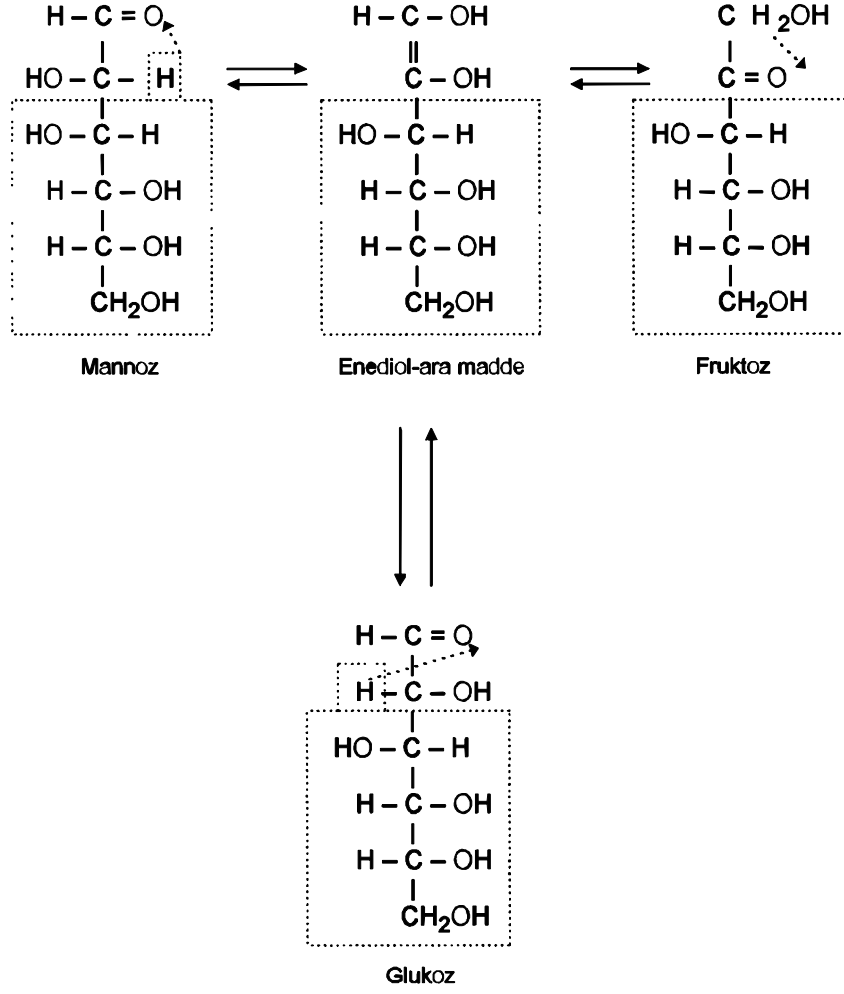 H – C = O
HO – C – H
HO – C – H
H – C – OH
H – C – OH
CH2OH
Mannoz
H – C – OH
C – OH
HO – C – H
H – C – OH
H – C – OH
CH2OH
Enediol-ara madde
C H2OH
C = O
HO – C – H
H – C – OH
H – C – OH
CH2OH
Fruktoz
H – C = O
H – C – OH
HO – C – H
H – C – OH
H – C – OH
CH2OH
Glukoz